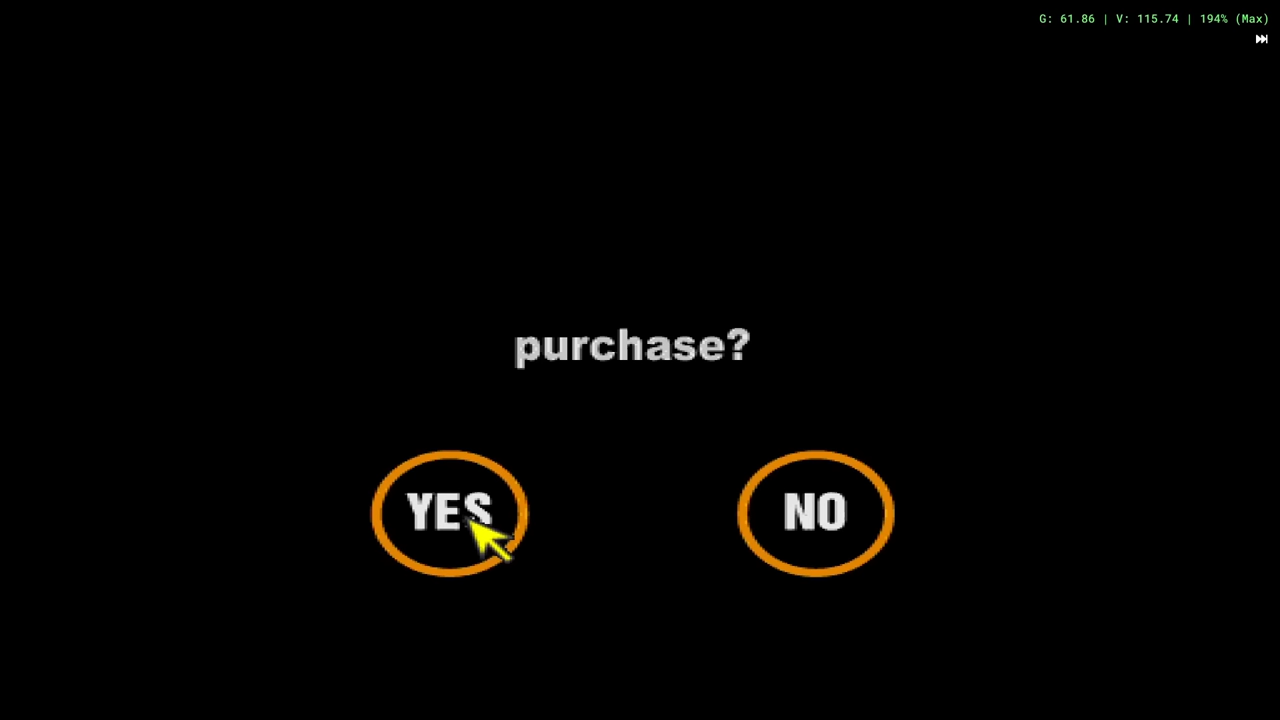 G: 61.86 | V: 115.74 | 194% (Max)
purchase?
YES NO